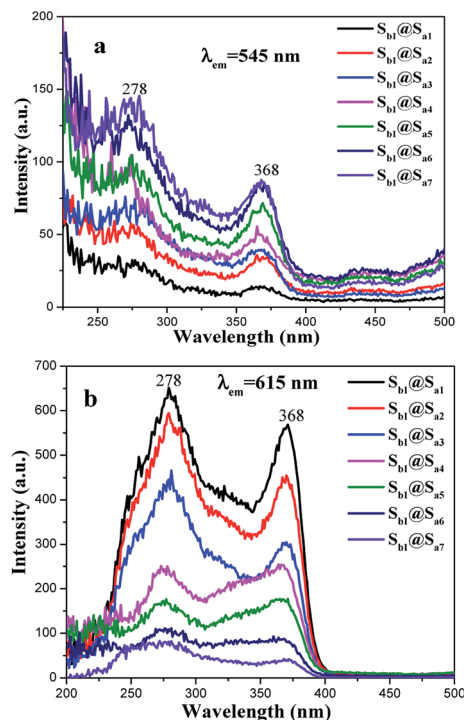 200
150
100
50
0
Intensity (a.u.)
a
λem=545 nm
278
368
Sb1@Sa1
Sb1@Sa2
Sb1@Sa3
Sb1@Sa4
Sb1@Sa5
Sb1@Sa6
Sb1@Sa7
250 300 350 400 450 500
Wavelength (nm)
700
600
500
400
300
200
100
0
Intensity (a.u.)
b
λem=615 nm
278
368
Sb1@Sa1
Sb1@Sa2
Sb1@Sa3
Sb1@Sa4
Sb1@Sa5
Sb1@Sa6
Sb1@Sa7
200 250 300 350 400 450 500
Wavelength (nm)